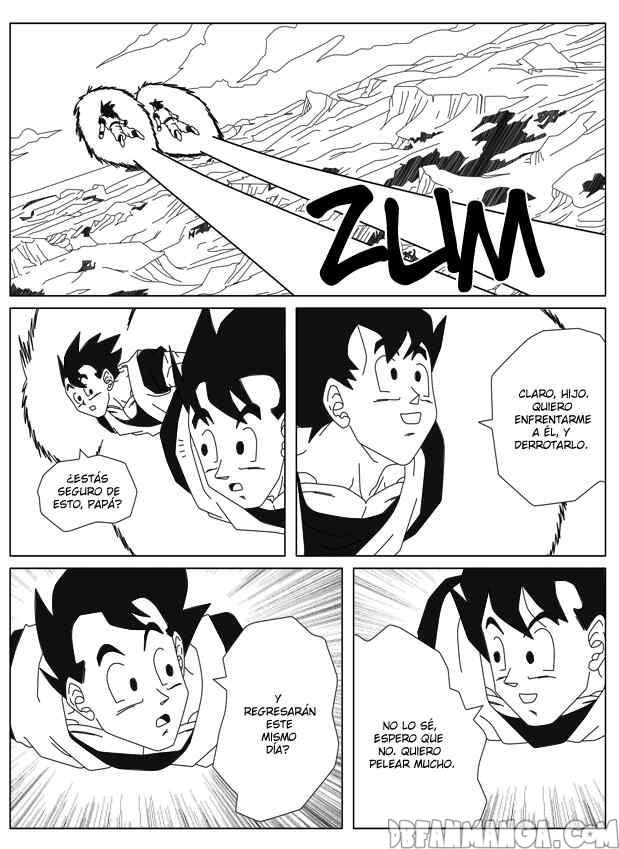 ZUM
¿ESTÁS
SEGURO DE
ESTO, PAPÁ?
CLARO, HIJO.
QUIERO
ENFRENTARME
A ÉL, Y
DERROTARLO.
Y
REGRESARÁN
ESTE
MISMO
DÍA?
NO LO SÉ,
ESPERO QUE
NO. QUIERO
PELEAR MUCHO.
DBFANMANGA.COM